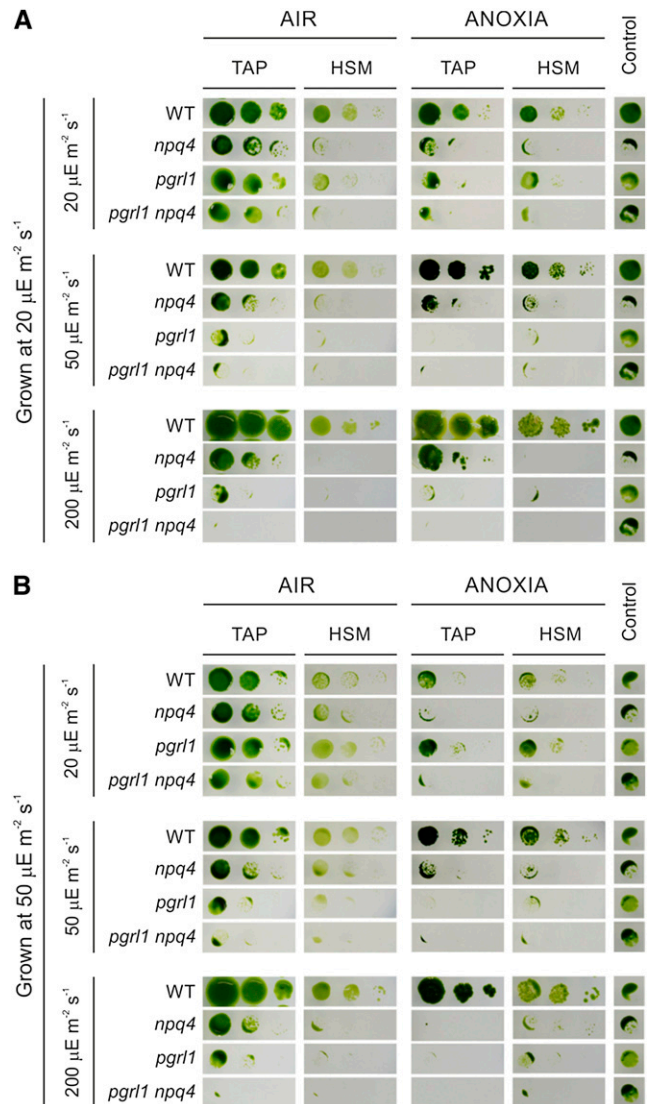 A
AIR ANOXIA Control
TAP HSM TAP HSM
Grown at 20 µE m⁻² s⁻¹
20 µE m⁻² s⁻¹
WT
npq4
pgrl1
pgrl1 npq4
50 µE m⁻² s⁻¹
WT
npq4
pgrl1
pgrl1 npq4
200 µE m⁻² s⁻¹
WT
npq4
pgrl1
pgrl1 npq4
B
AIR ANOXIA Control
TAP HSM TAP HSM
Grown at 50 µE m⁻² s⁻¹
20 µE m⁻² s⁻¹
WT
npq4
pgrl1
pgrl1 npq4
50 µE m⁻² s⁻¹
WT
npq4
pgrl1
pgrl1 npq4
200 µE m⁻² s⁻¹
WT
npq4
pgrl1
pgrl1 npq4